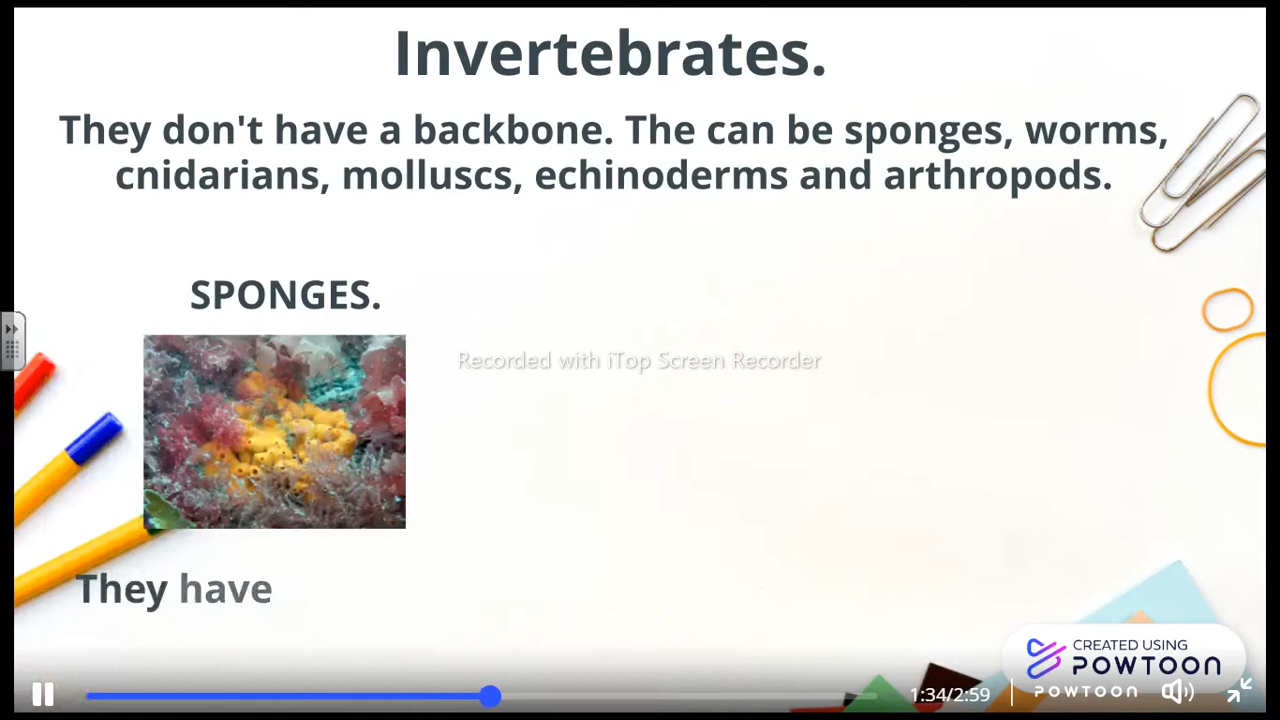 Invertebrates.
They don't have a backbone. The can be sponges, worms,
cnidarians, molluscs, echinoderms and arthropods.
SPONGES.
Recorded with iTop Screen Recorder
They have
CREATED USING
POWTOON
POWTOON
1:34/2:59